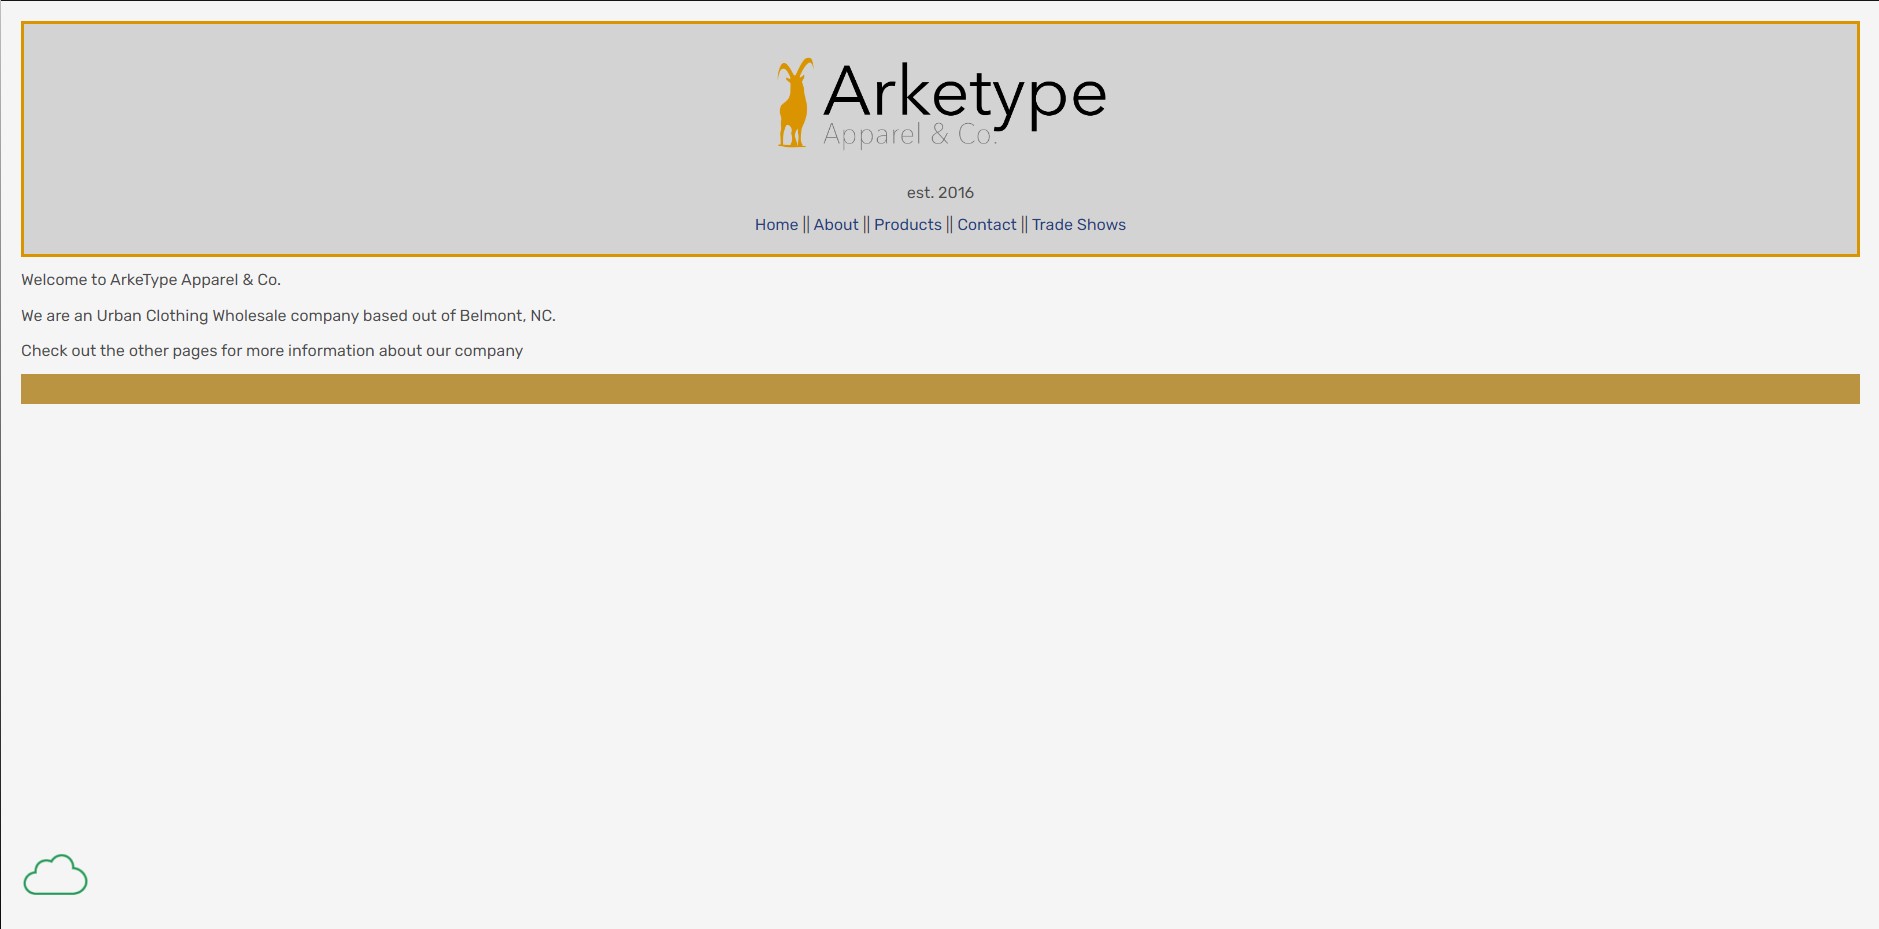 Arketype
Apparel & Co.
est. 2016
Home || About || Products || Contact || Trade Shows
Welcome to ArkeType Apparel & Co.
We are an Urban Clothing Wholesale company based out of Belmont, NC.
Check out the other pages for more information about our company